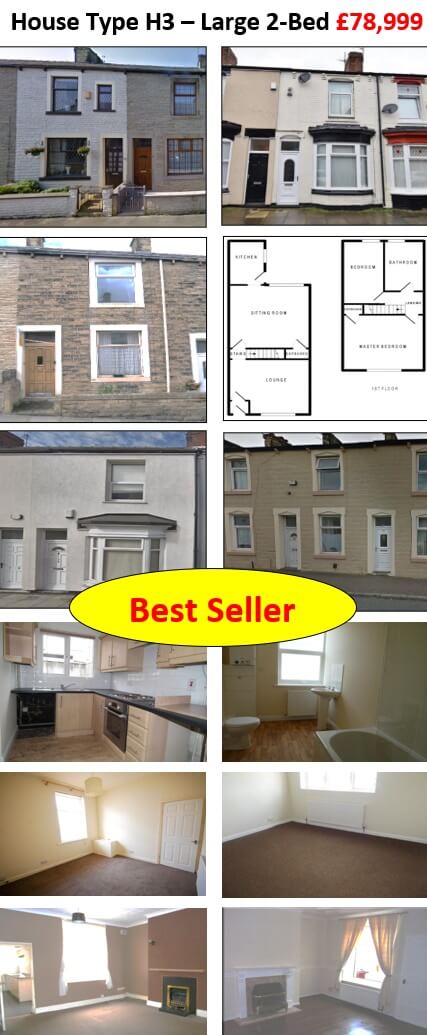 House Type H3 – Large 2-Bed £78,999
KITCHEN
BEDROOM
BATHROOM
SITTING ROOM
LANDING
STAIRS
CUPBOARD
MASTER BEDROOM
LOUNGE
1ST FLOOR
Best Seller